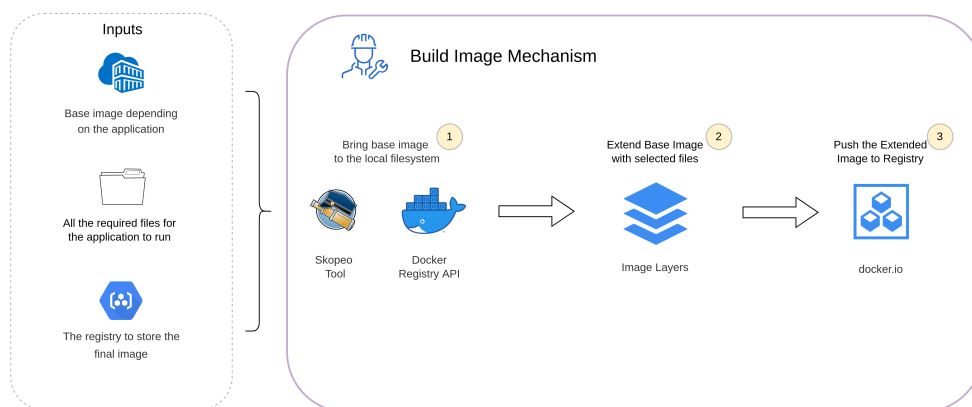 Inputs
Base image depending
on the application
All the required files for
the application to run
The registry to store the
final image
Build Image Mechanism
1
Bring base image
to the local filesystem
Skopeo
Tool
Docker
Registry API
2
Extend Base Image
with selected files
Image Layers
3
Push the Extended
Image to Registry
docker.io